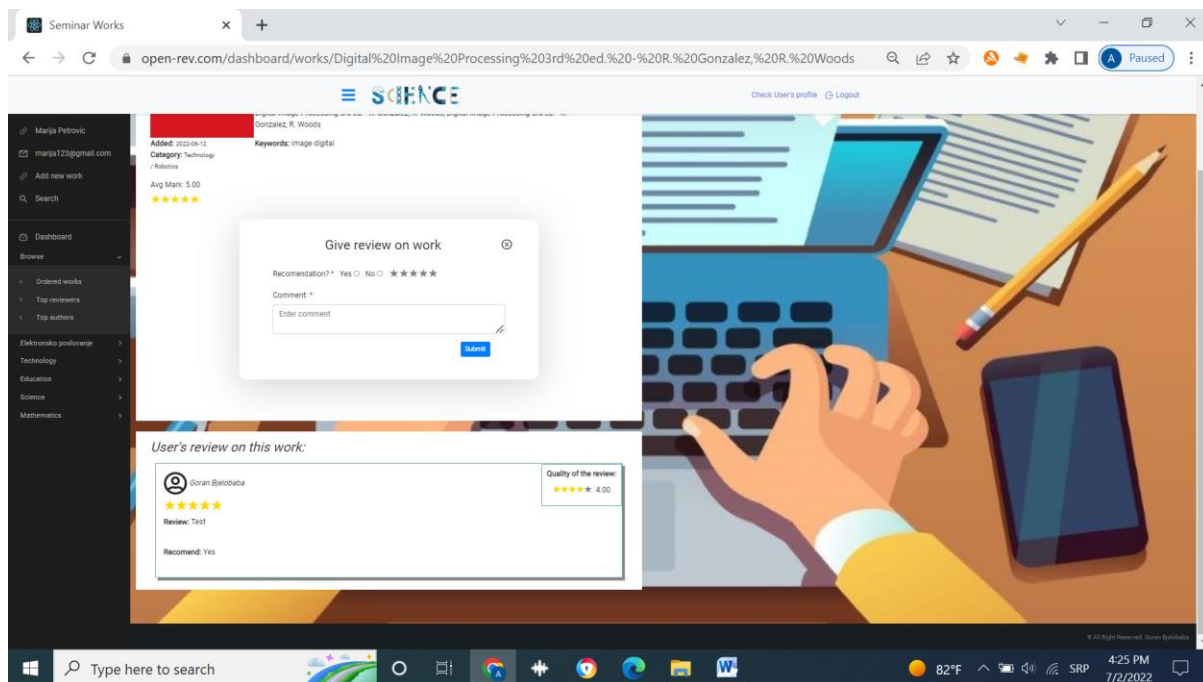 Seminar Works
open-rev.com/dashboard/works/Digital%20Image%20Processing%203rd%20ed.%20-%20R.%20Gonzalez,%20R.%20Woods
A Paused
SCIENCE
Check User's profile Logout
Marija Petrovic
marija123@gmail.com
Add new work
Search
Dashboard
Browse
Ordered works
Top reviewers
Top authors
Elektronsko poslovanje
Technology
Education
Science
Mathematics
Gonzalez, R. Woods
Added: 2022-06-12
Keywords: image digital
Category: Technology
/ Robotics
Avg Mark: 5.00
Give review on work
Recomendation? * Yes No
Comment: *
Enter comment
Submit
User's review on this work:
Goran Bjelobaba
Quality of the review:
4.00
Review: Test
Recomend: Yes
© All Right Reserved. Goran Bjelobaba
Type here to search
82°F
SRP
4:25 PM
7/2/2022